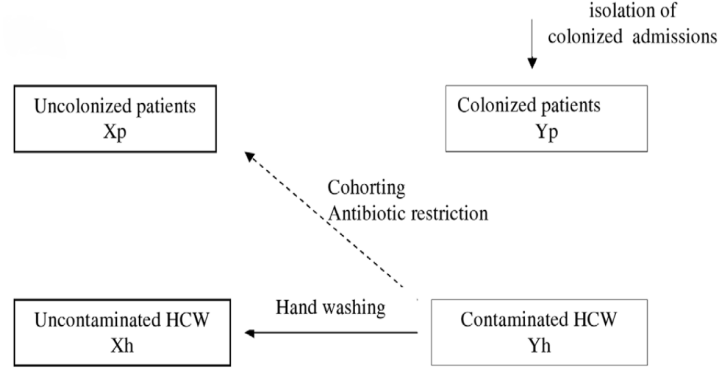 isolation of
colonized admissions
Uncolonized patients
Xp
Colonized patients
Yp
Cohorting
Antibiotic restriction
Hand washing
Uncontaminated HCW
Xh
Contaminated HCW
Yh